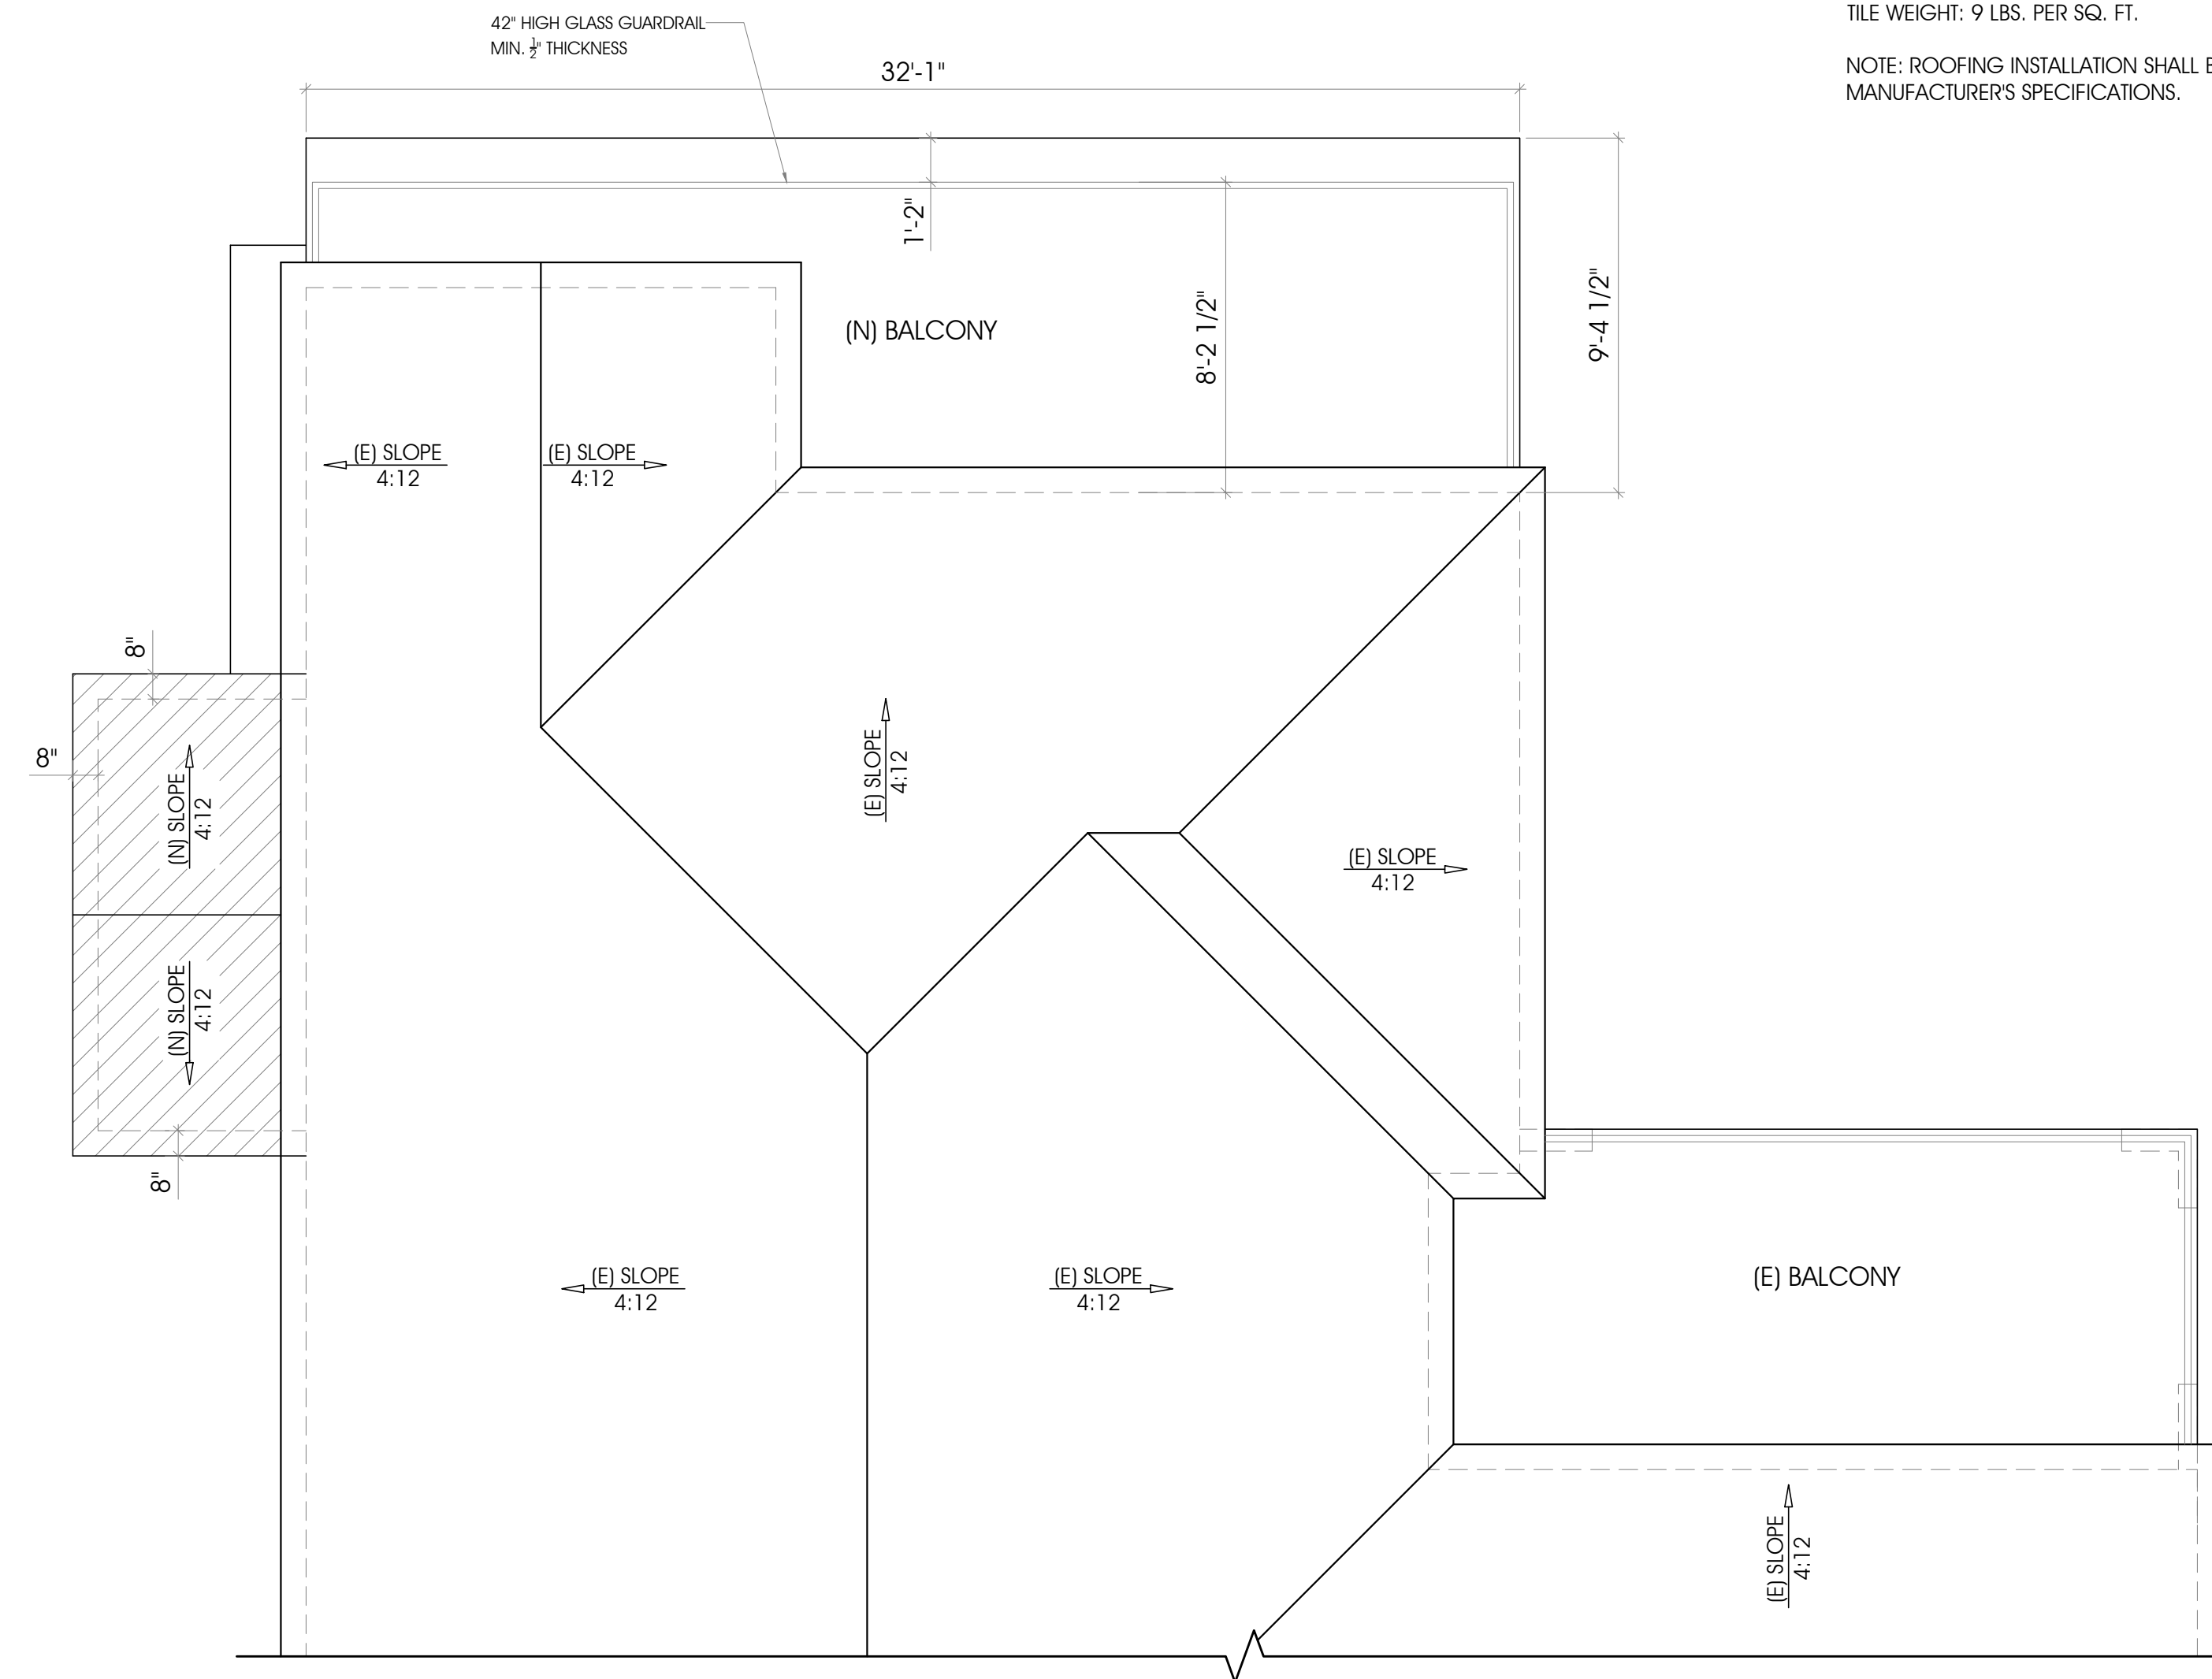 TILE WEIGHT: 9 LBS. PER SQ. FT.
42" HIGH GLASS GUARDRAIL
MIN. 1/2" THICKNESS
NOTE: ROOFING INSTALLATION SHALL
MANUFACTURER'S SPECIFICATIONS.
32'-1"
1'-2"
8'-2 1/2"
9'-4 1/2"
(N) BALCONY
(E) SLOPE
4:12
(E) SLOPE
4:12
8"
8"
(N) SLOPE
4:12
(E) SLOPE
4:12
(E) SLOPE
4:12
(N) SLOPE
4:12
8"
(E) SLOPE
4:12
(E) SLOPE
4:12
(E) BALCONY
(E) SLOPE
4:12